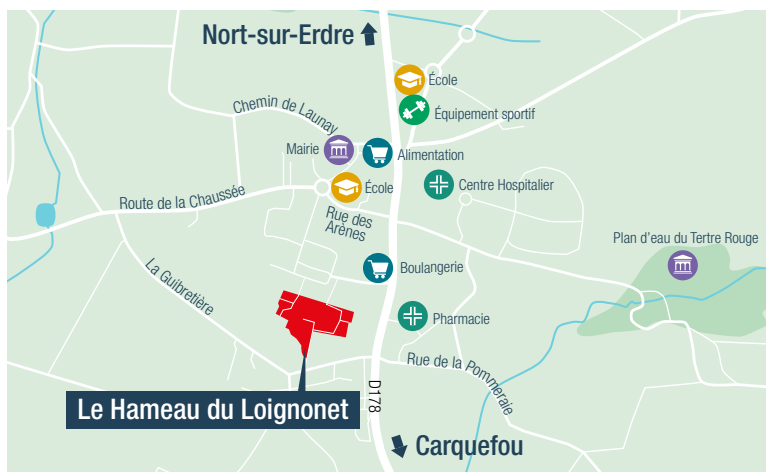 Nort-sur-Erdre
École
Équipement sportif
Chemin de Launay
Mairie
Alimentation
École
Centre Hospitalier
Route de la Chaussée
Rue des
Arènes
Plan d'eau du Tertre Rouge
La Guibretière
Boulangerie
Pharmacie
Rue de la Pommeraie
D178
Le Hameau du Loignonet
Carquefou